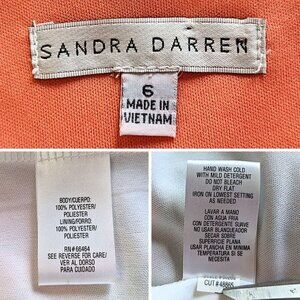 SANDRA DARREN
6
MADE IN
VIETNAM
BODY/CUERPO:
100% POLYESTER/
POLIESTER
LINING/FORRO:
100% POLYESTER/
POLIESTER
RN#66464
SEE REVERSE FOR CARE/
VER AL DORSO
PARA CUIDADO
HAND WASH COLD
WITH MILD DETERGENT
DO NOT BLEACH
DRY FLAT
IRON ON LOWEST SETTING
AS NEEDED
LAVAR A MANO
CON AGUA FRIA
CON DETERGENTE SUAVE
NO USAR BLANQUEADOR
SECAR SOBRE
SUPERFICIE PLANA
USAR PLANCHA EN MINIMA
TEMPERATURA SI SE
NECESITA
CUT #